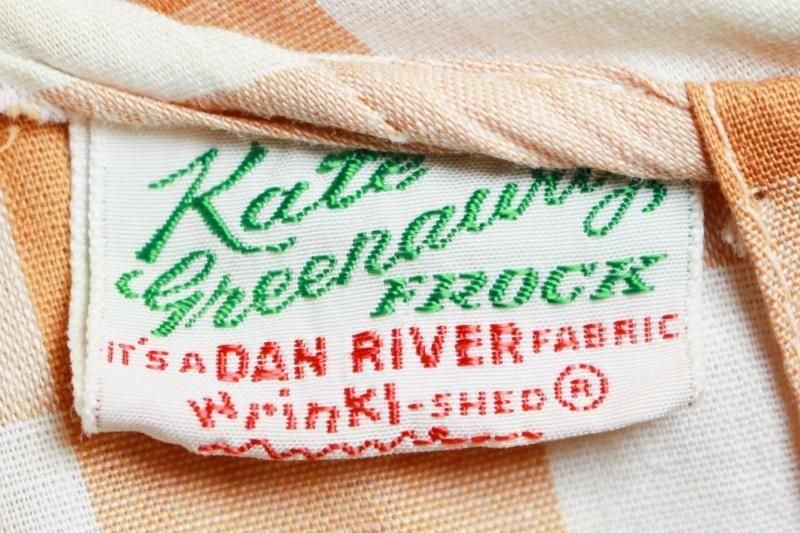 Kate
Greenaway
FROCK
IT'S A DAN RIVER FABRIC
Wrinkl-SHED®